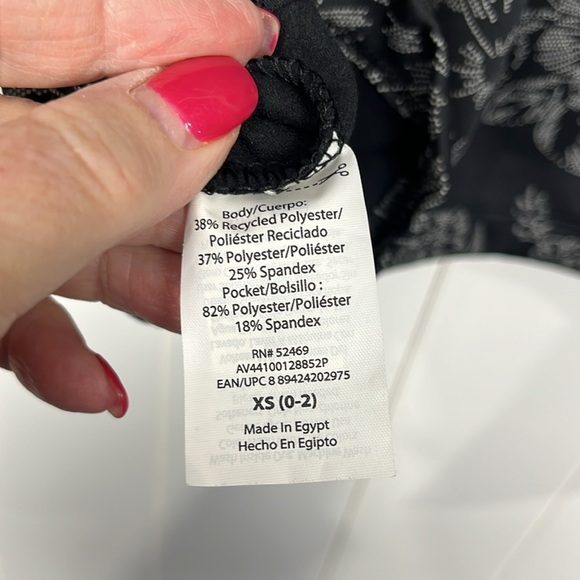 Body/Cuerpo:
38% Recycled Polyester/
Poliéster Reciclado
37% Polyester/Poliéster
25% Spandex
Pocket/Bolsillo :
82% Polyester/Poliéster
18% Spandex
RN# 52469
AV44100128852P
EAN/UPC 8 89424202975
XS (0-2)
Made In Egypt
Hecho En Egipto